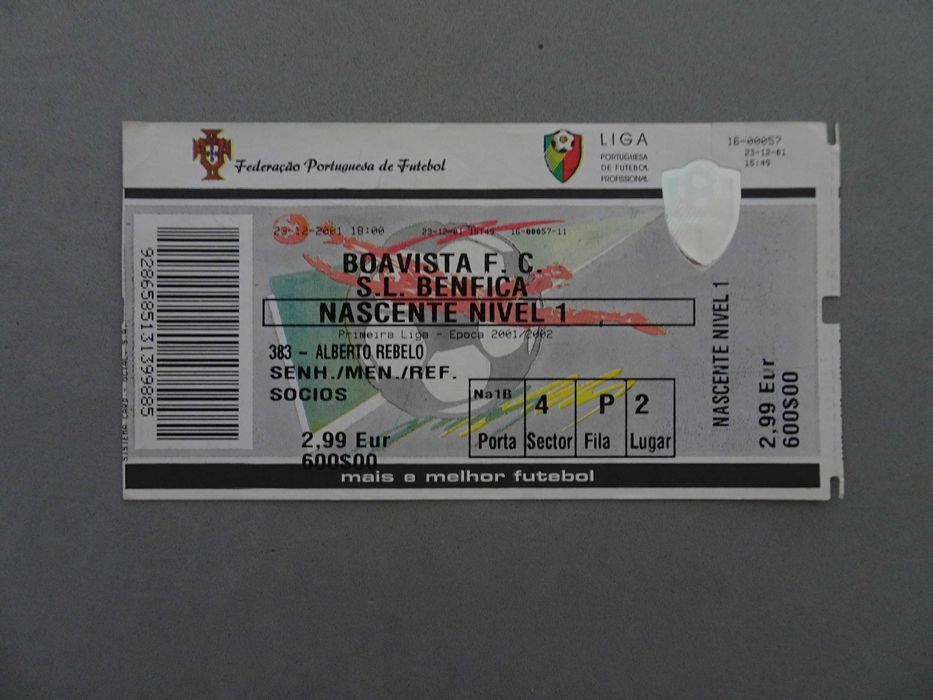 Federação Portuguesa de Futebol
LIGA
PORTUGUESA
DE FUTEBOL
PROFISSIONAL
16-00057
23-12-01
15:49
23-12-2001 18:00 23-12-01 15:49 16-00057-11
BOAVISTA F. C.
S.L. BENFICA
NASCENTE NIVEL 1
Primeira Liga - Epoca 2001/2002
383 - ALBERTO REBELO
SENH./MEN./REF.
SOCIOS
Na1B 4 P 2
Porta Sector Fila Lugar
2,99 Eur
600$00
mais e melhor futebol
9286585131399885
NASCENTE NIVEL 1
2,99 Eur
600$00